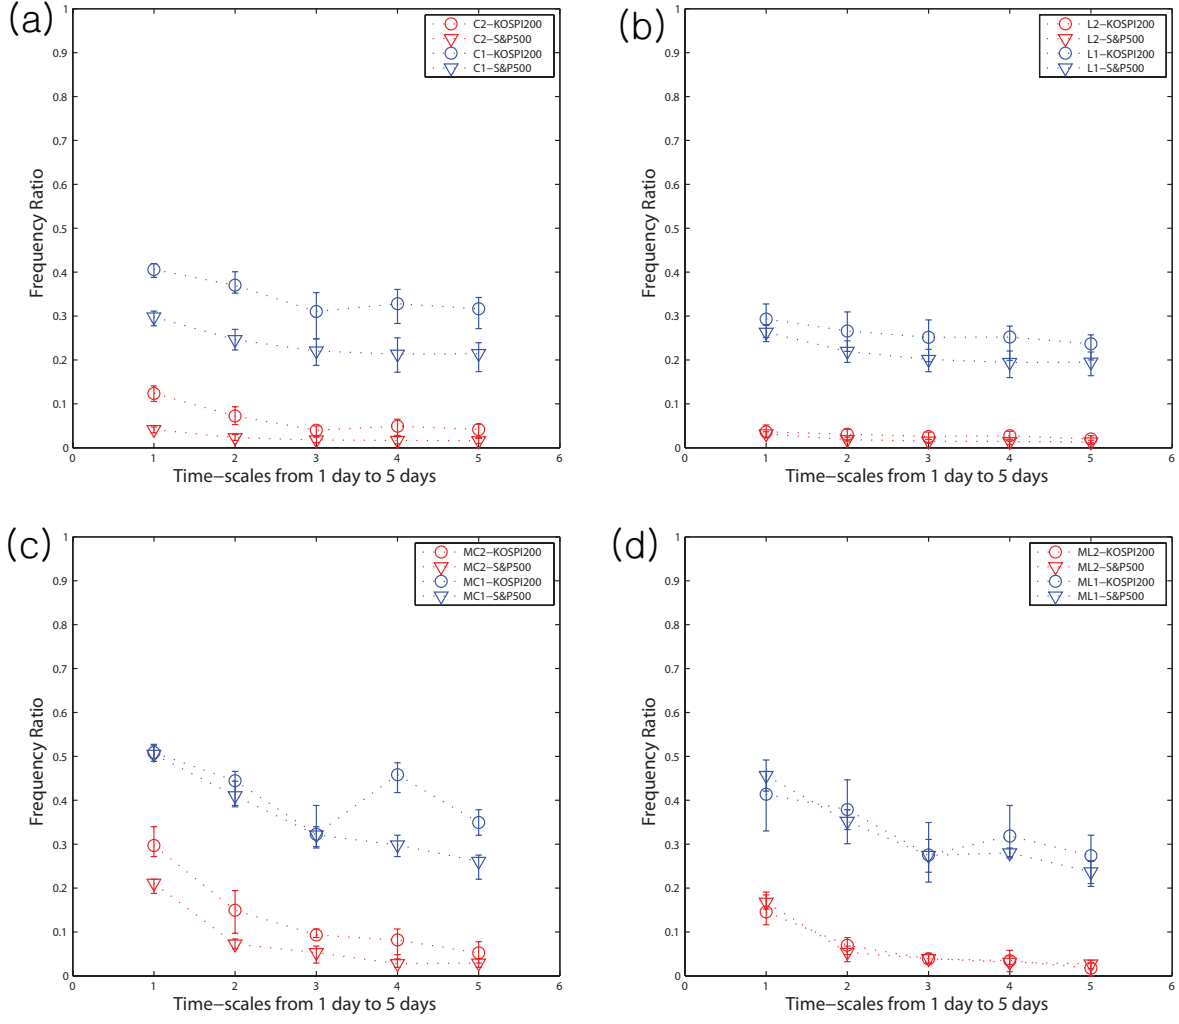 (a)
C2−KOSPI200
C2−S&P500
C1−KOSPI200
C1−S&P500
1
0.9
0.8
0.7
0.6
0.5
0.4
0.3
0.2
0.1
0
Frequency Ratio
0 1 2 3 4 5 6
Time−scales from 1 day to 5 days
(b)
L2−KOSPI200
L2−S&P500
L1−KOSPI200
L1−S&P500
1
0.9
0.8
0.7
0.6
0.5
0.4
0.3
0.2
0.1
0
Frequency Ratio
0 1 2 3 4 5 6
Time−scales from 1 day to 5 days
(c)
MC2−KOSPI200
MC2−S&P500
MC1−KOSPI200
MC1−S&P500
1
0.9
0.8
0.7
0.6
0.5
0.4
0.3
0.2
0.1
0
Frequency Ratio
0 1 2 3 4 5 6
Time−scales from 1 day to 5 days
(d)
ML2−KOSPI200
ML2−S&P500
ML1−KOSPI200
ML1−S&P500
1
0.9
0.8
0.7
0.6
0.5
0.4
0.3
0.2
0.1
0
Frequency Ratio
0 1 2 3 4 5 6
Time−scales from 1 day to 5 days